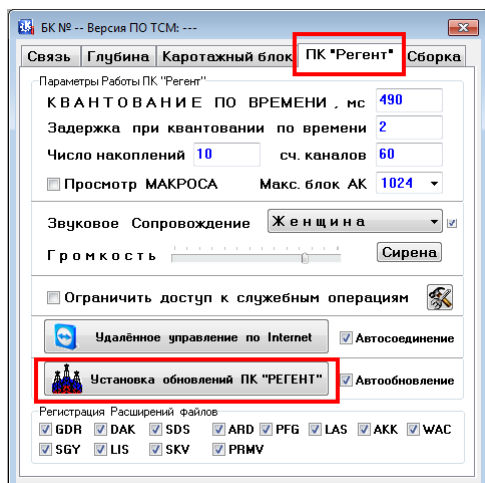 БК № -- Версия ПО ТСМ: ---
Связь Глубина Каротажный блок ПК "Регент" Сборка
Параметры Работы ПК "Регент"
КВАНТОВАНИЕ ПО ВРЕМЕНИ, мс 490
Задержка при квантовании по времени 2
Число накоплений 10 сч. каналов 60
Просмотр МАКРОСА Макс. блок АК 1024
Звуковое Сопровождение Женщина
Громкость Сирена
Ограничить доступ к служебным операциям
Удалённое управление по Internet Автосоединение
Установка обновлений ПК "РЕГЕНТ" Автообновление
Регистрация Расширений файлов
GDR DAK SDS ARD PFG LAS AKK WAC
SGY LIS SKV PRMV